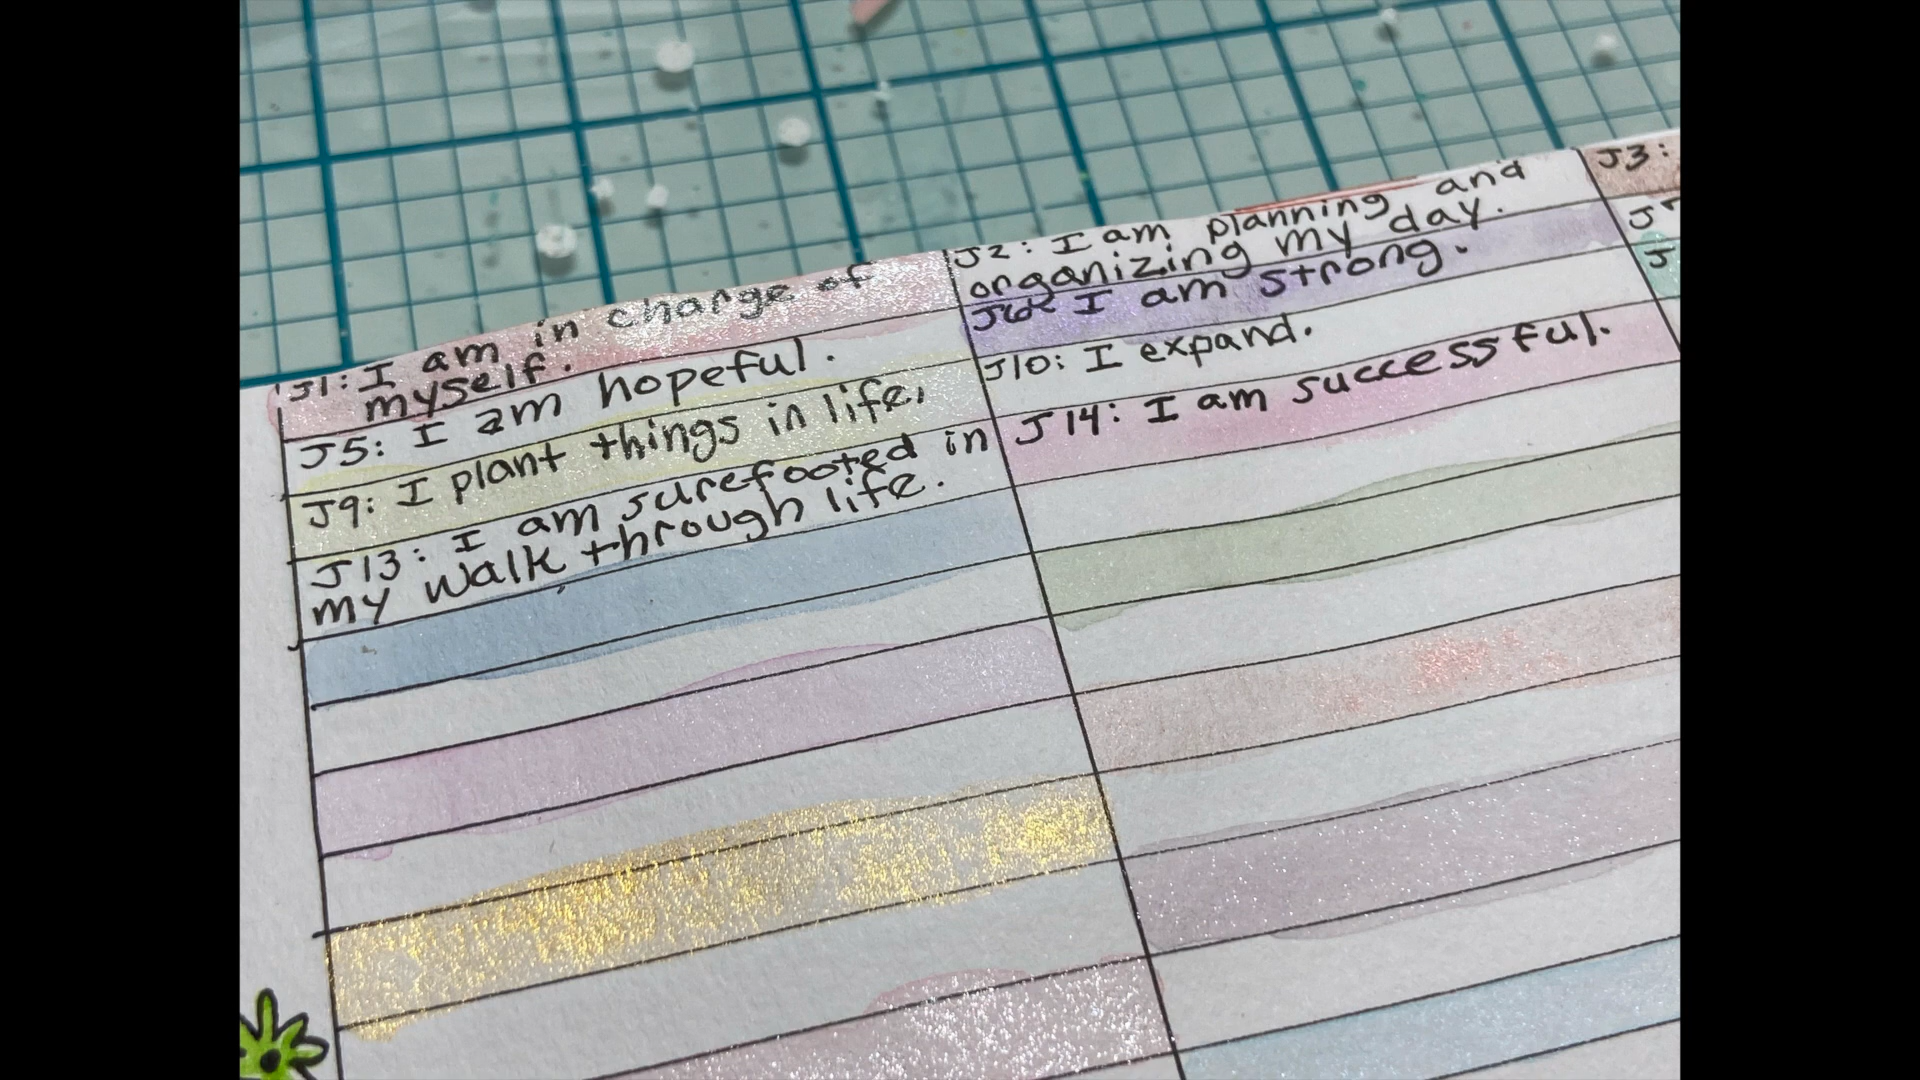 J1: I am in charge of
myself.
J5: I am hopeful.
J9: I plant things in life.
J13: I am surefooted in
my walk through life.
J2: I am planning and
organizing my day.
J6: I am strong.
J10: I expand.
J14: I am successful.
J3: